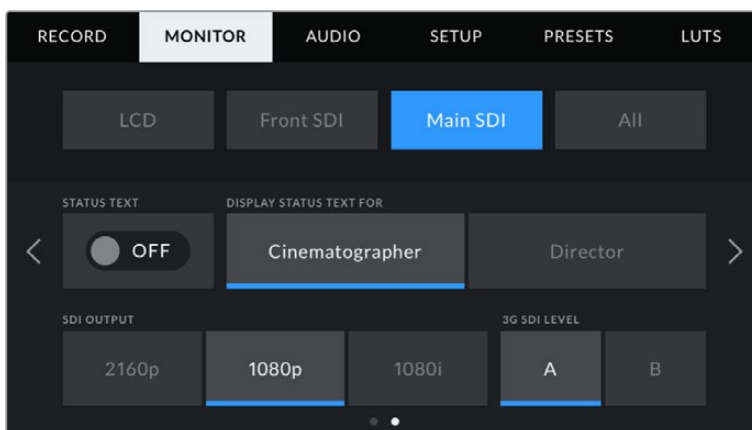 RECORD MONITOR AUDIO SETUP PRESETS LUTS
LCD Front SDI Main SDI All
STATUS TEXT DISPLAY STATUS TEXT FOR
OFF Cinematographer Director
SDI OUTPUT 3G SDI LEVEL
2160p 1080p 1080i A B